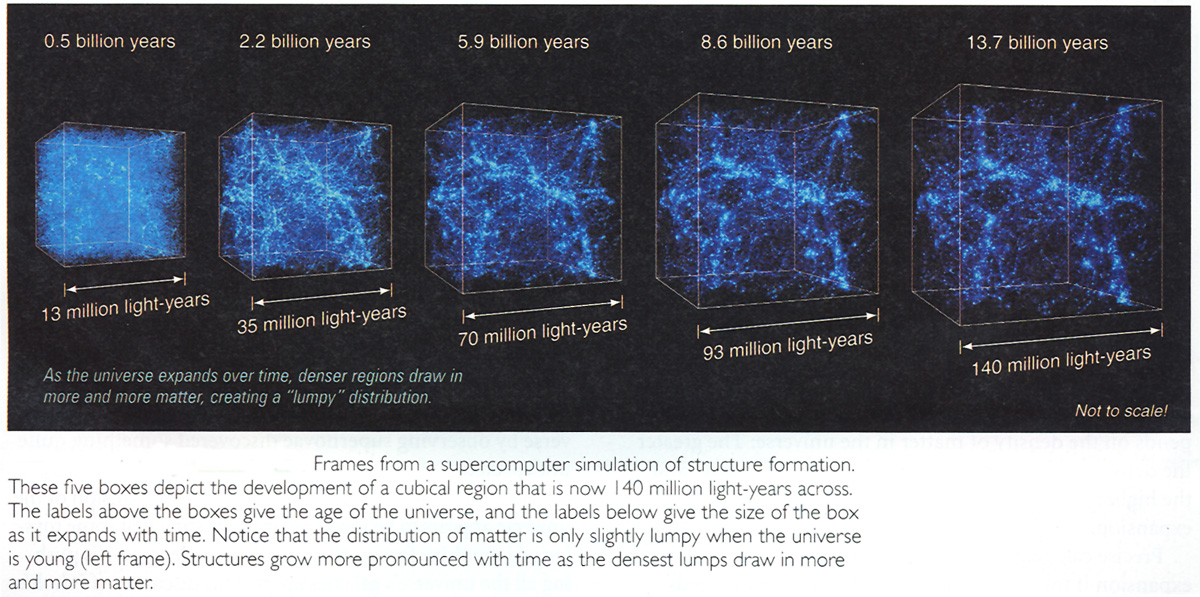 0.5 billion years
2.2 billion years
5.9 billion years
8.6 billion years
13.7 billion years
13 million light-years
35 million light-years
70 million light-years
93 million light-years
140 million light-years
As the universe expands over time, denser regions draw in
more and more matter, creating a “lumpy” distribution.
Not to scale!
Frames from a supercomputer simulation of structure formation.
These five boxes depict the development of a cubical region that is now 140 million light-years across.
The labels above the boxes give the age of the universe, and the labels below give the size of the box
as it expands with time. Notice that the distribution of matter is only slightly lumpy when the universe
is young (left frame). Structures grow more pronounced with time as the densest lumps draw in more
and more matter.